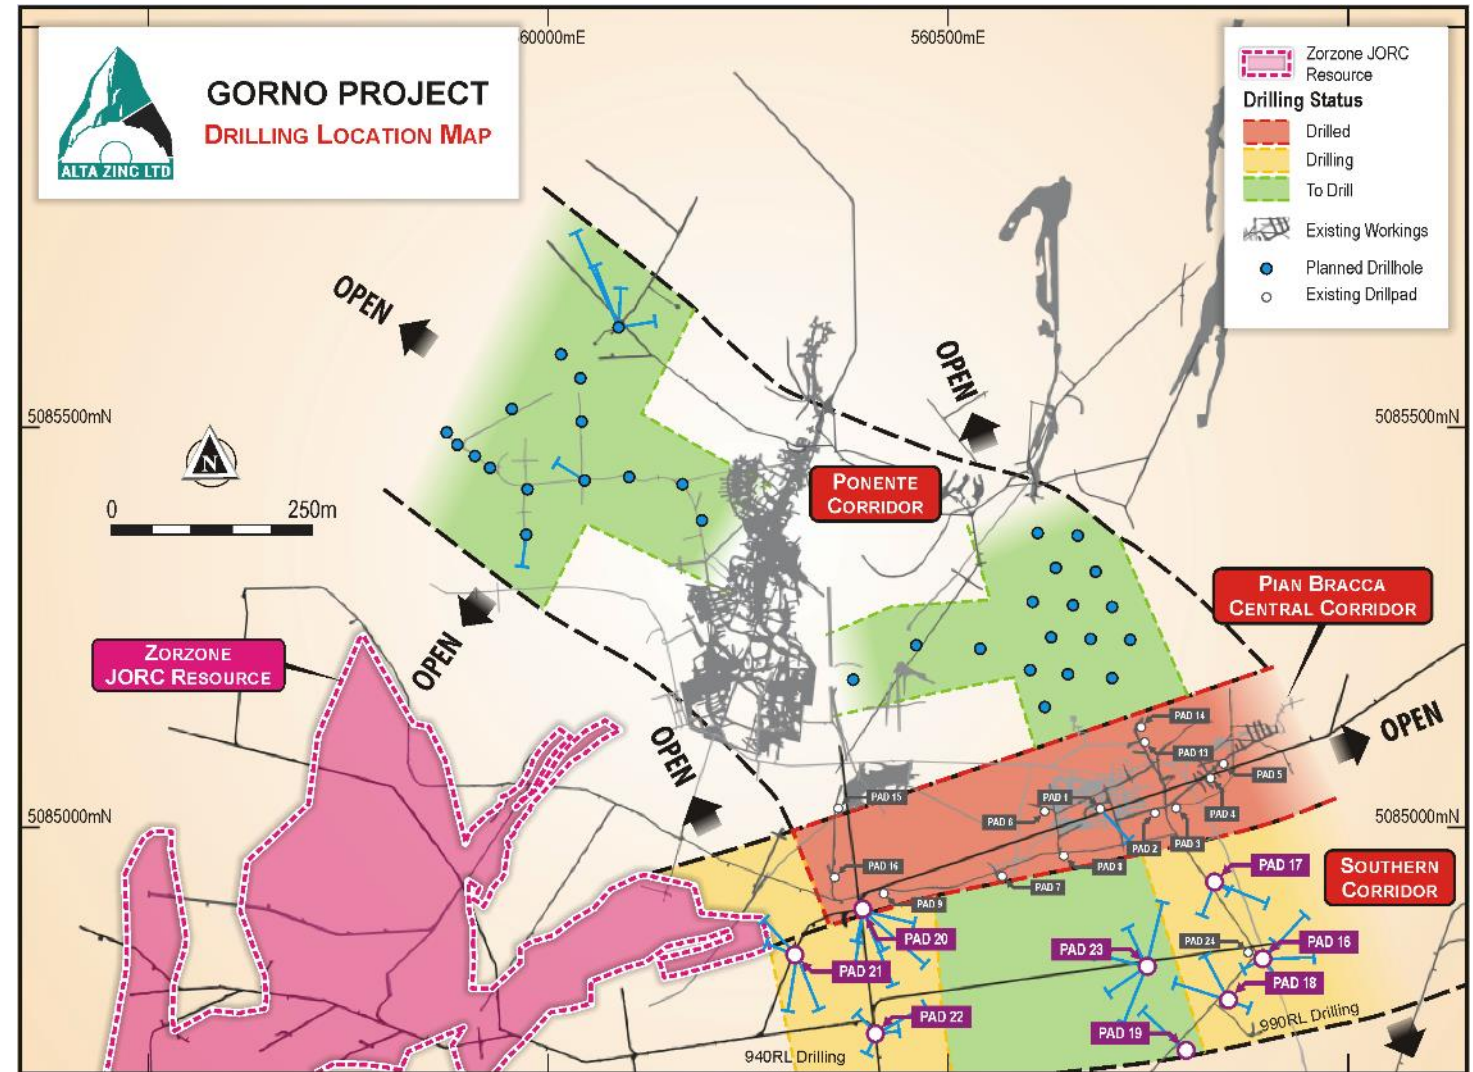 560000mE
560500mE
GORNO PROJECT
DRILLING LOCATION MAP
ALTA ZINC LTD
Zorzone JORC
Resource
Drilling Status
Drilled
Drilling
To Drill
Existing Workings
Planned Drillhole
Existing Drillpad
OPEN
OPEN
5085500mN
5085500mN
N
0
250m
PONENTE
CORRIDOR
PIAN BRACCA
CENTRAL CORRIDOR
ZORZONE
JORC RESOURCE
OPEN
OPEN
OPEN
PAD 14
PAD 13
PAD 5
PAD 15
PAD 1
PAD 6
PAD 4
5085000mN
5085000mN
PAD 2
PAD 3
PAD 16
PAD 8
PAD 7
PAD 9
PAD 17
SOUTHERN
CORRIDOR
PAD 20
PAD 23
PAD 24
PAD 16
PAD 21
PAD 18
PAD 22
PAD 19
990RL Drilling
940RL Drilling